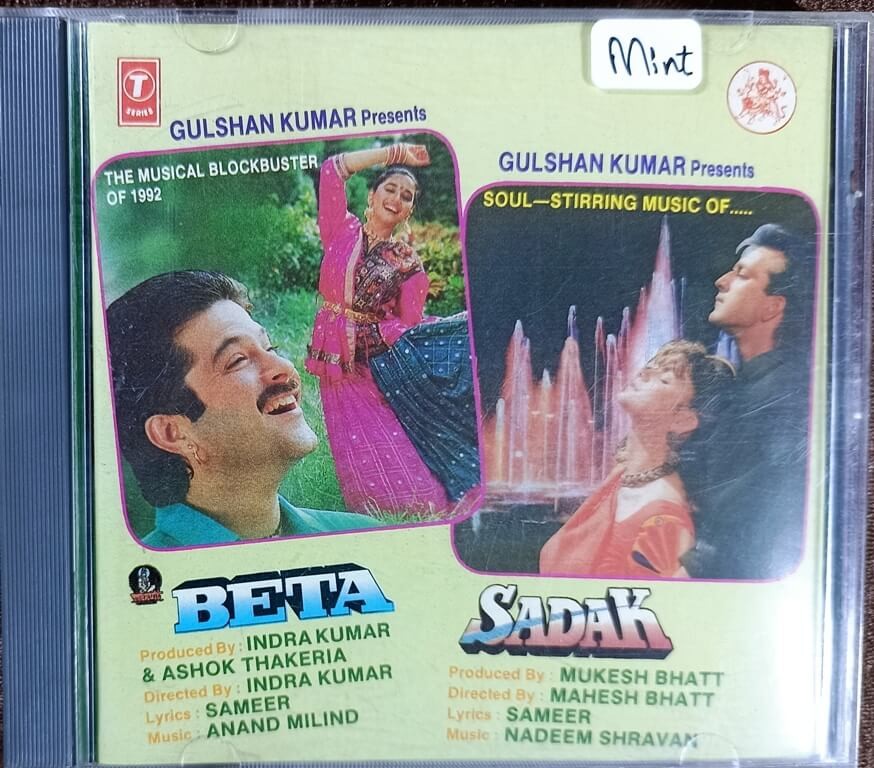 Mint
T
SERIES
GULSHAN KUMAR Presents
THE MUSICAL BLOCKBUSTER
OF 1992
BETA
Produced By : INDRA KUMAR
& ASHOK THAKERIA
Directed By : INDRA KUMAR
Lyrics : SAMEER
Music : ANAND MILIND
GULSHAN KUMAR Presents
SOUL—STIRRING MUSIC OF.....
SADAK
Produced By : MUKESH BHATT
Directed By : MAHESH BHATT
Lyrics : SAMEER
Music : NADEEM SHRAVAN